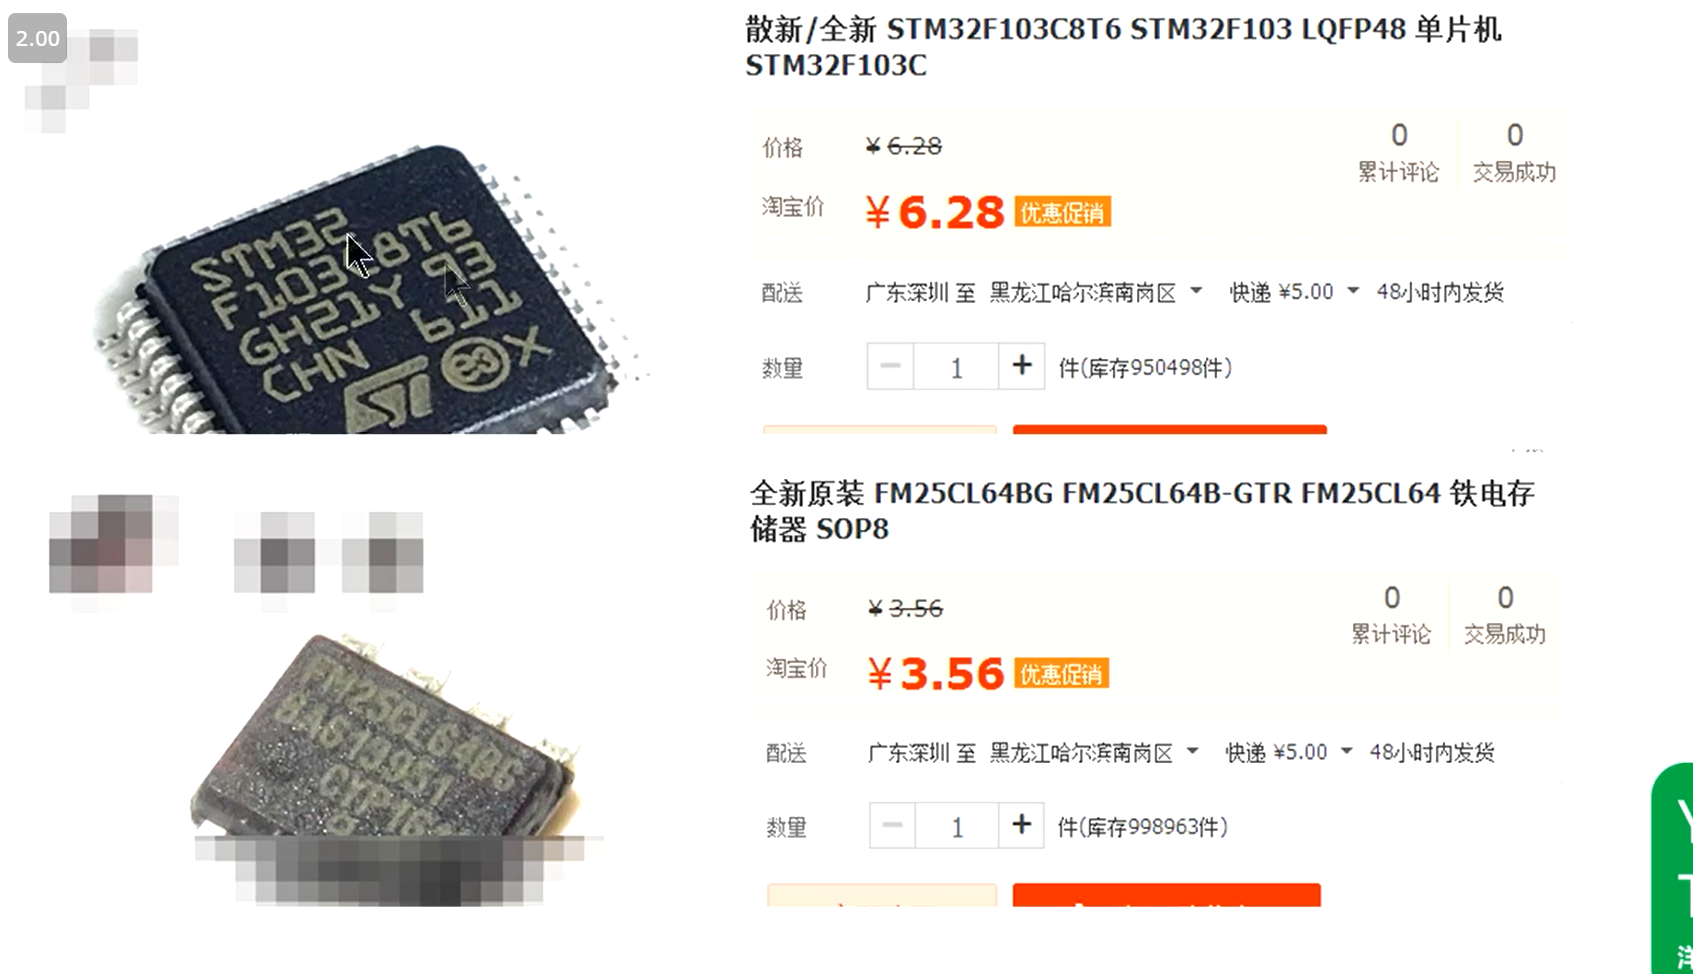 2.00
散新/全新 STM32F103C8T6 STM32F103 LQFP48 单片机
STM32F103C
价格
¥ 6.28
0
累计评论
0
交易成功
淘宝价
¥ 6.28
优惠促销
配送
广东深圳 至 黑龙江哈尔滨南岗区
快递 ¥5.00
48小时内发货
数量
1
件(库存950498件)
STM32
F103C8T6
GH21Y 93
CHN 611
ST e3 X
全新原装 FM25CL64BG FM25CL64B-GTR FM25CL64 铁电存
储器 SOP8
价格
¥ 3.56
0
累计评论
0
交易成功
淘宝价
¥ 3.56
优惠促销
配送
广东深圳 至 黑龙江哈尔滨南岗区
快递 ¥5.00
48小时内发货
数量
1
件(库存998963件)
FM25CL64BG